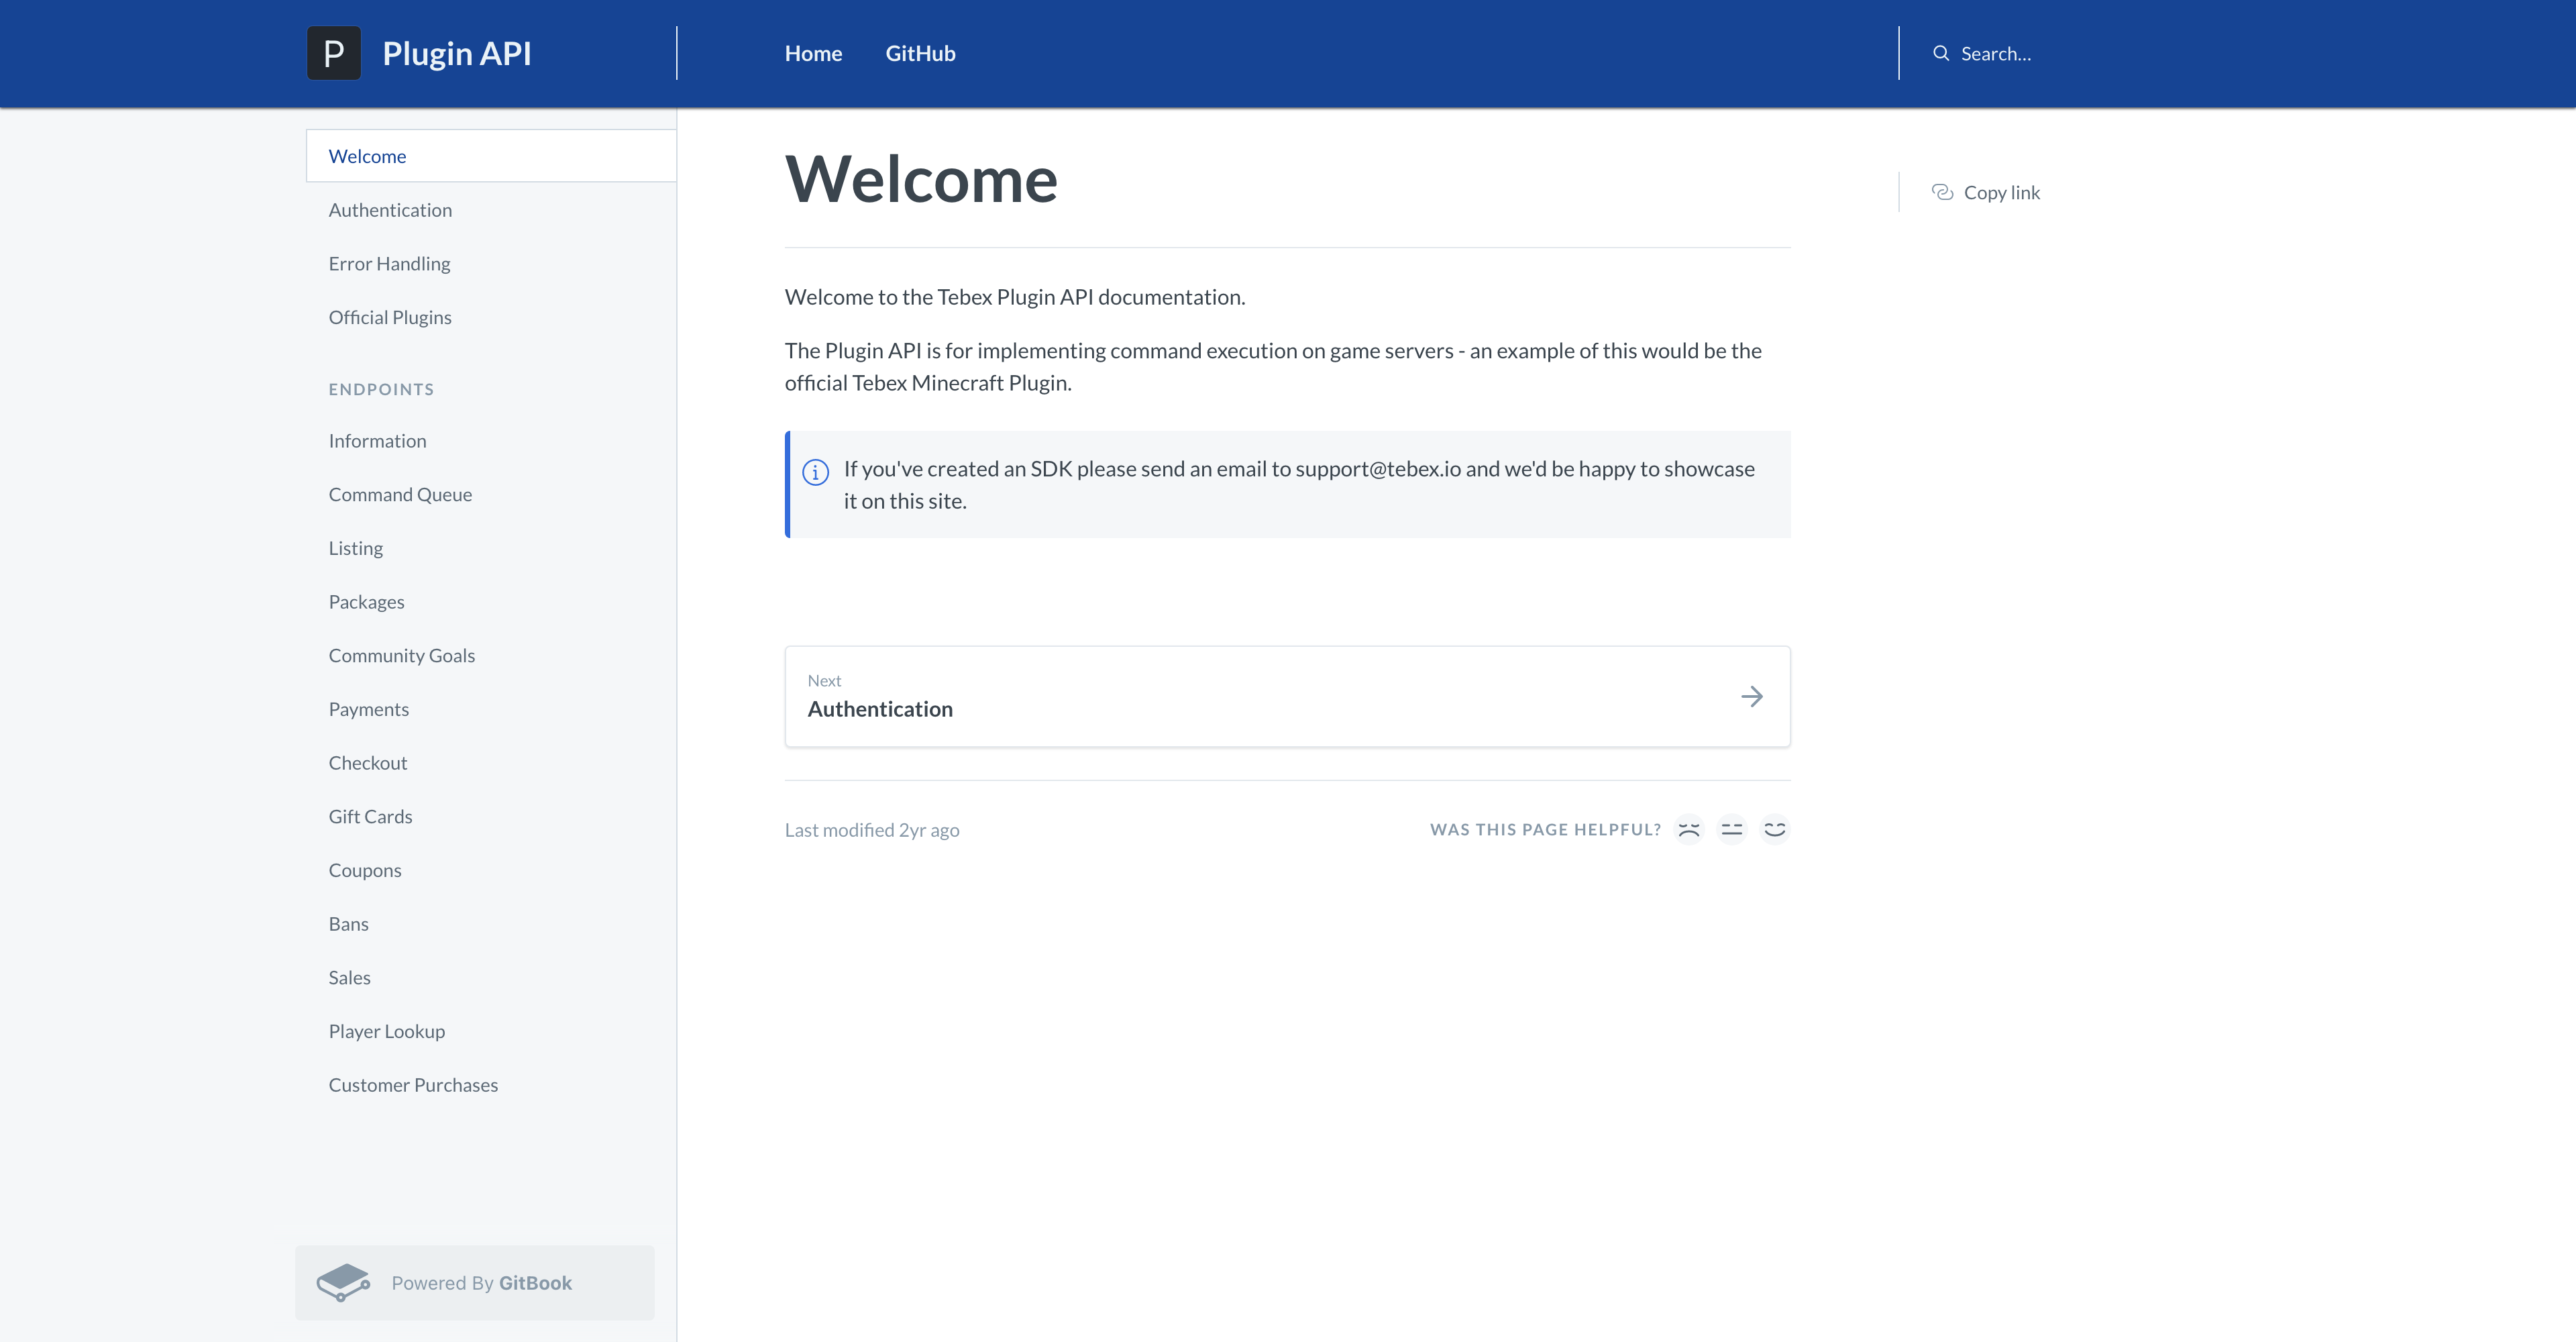 P Plugin API
Home GitHub
Search...
Welcome
Authentication
Error Handling
Official Plugins
ENDPOINTS
Information
Command Queue
Listing
Packages
Community Goals
Payments
Checkout
Gift Cards
Coupons
Bans
Sales
Player Lookup
Customer Purchases
Powered By GitBook
Welcome
Copy link
Welcome to the Tebex Plugin API documentation.
The Plugin API is for implementing command execution on game servers - an example of this would be the
official Tebex Minecraft Plugin.
If you've created an SDK please send an email to support@tebex.io and we'd be happy to showcase
it on this site.
Next
Authentication
Last modified 2yr ago
WAS THIS PAGE HELPFUL?